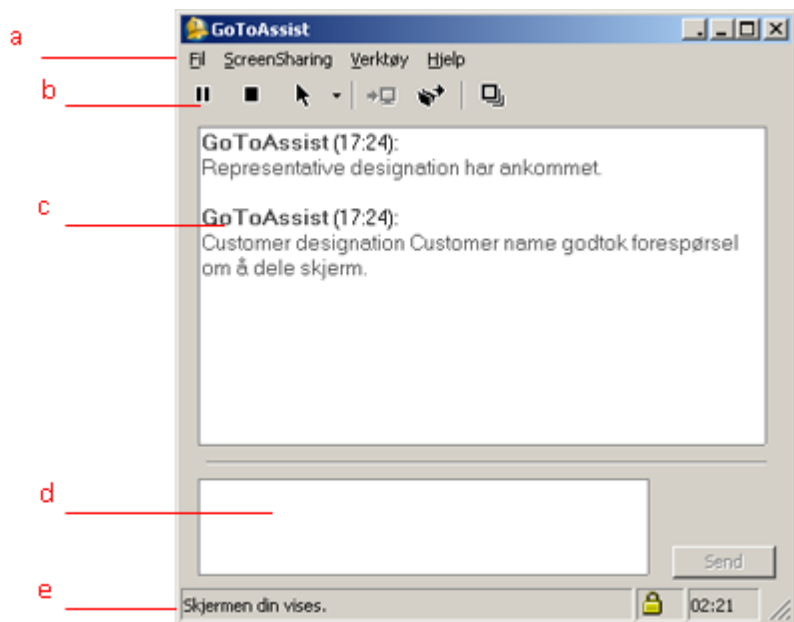 GoToAssist
a
Fil ScreenSharing Verktøy Hjelp
b
GoToAssist (17:24):
Representative designation har ankommet.
c
GoToAssist (17:24):
Customer designation Customer name godtok forespørsel
om å dele skjerm.
d
Send
e
Skjermen din vises.
02:21